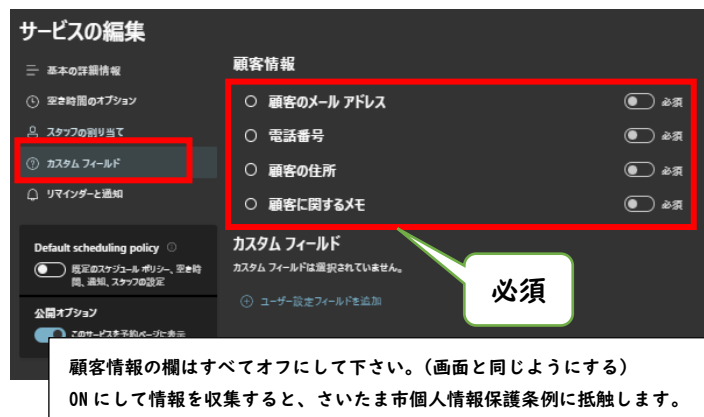 サービスの編集
基本の詳細情報
空き時間のオプション
スタッフの割り当て
カスタム フィールド
リマインダーと通知
Default scheduling policy
既定のスケジュール ポリシー、空き時
間、通知、スタッフの設定
公開オプション
このサービスを予約ページに表示
顧客情報
顧客のメール アドレス
必須
電話番号
必須
顧客の住所
必須
顧客に関するメモ
必須
カスタム フィールド
カスタム フィールドは選択されていません。
ユーザー設定フィールドを追加
必須
顧客情報の欄はすべてオフにして下さい。(画面と同じようにする)
ON にして情報を収集すると、さいたま市個人情報保護条例に抵触します。